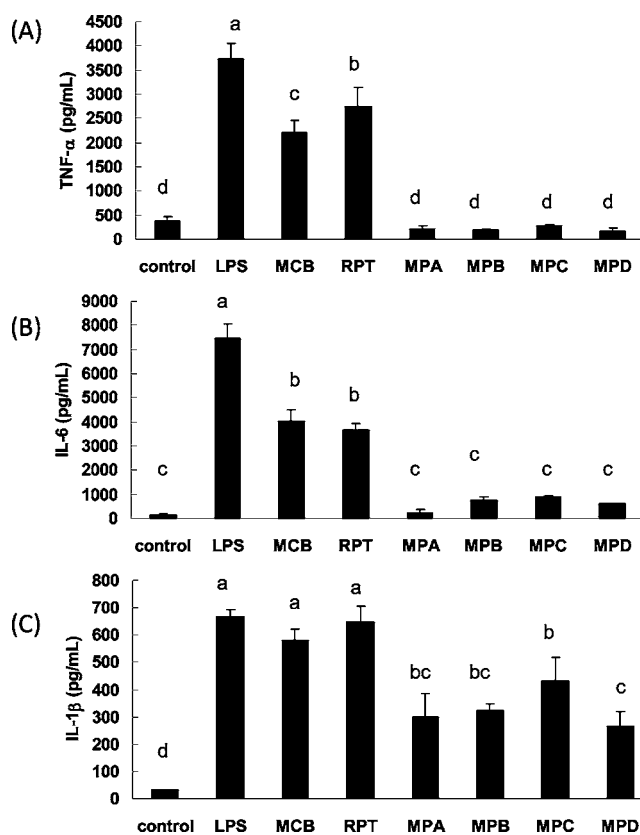 (A)
TNF-α (pg/mL)
4500
4000
3500
3000
2500
2000
1500
1000
500
0
d
a
c
b
d
d
d
d
control LPS MCB RPT MPA MPB MPC MPD
(B)
IL-6 (pg/mL)
9000
8000
7000
6000
5000
4000
3000
2000
1000
0
c
a
b
b
c
c
c
c
control LPS MCB RPT MPA MPB MPC MPD
(C)
IL-1β (pg/mL)
800
700
600
500
400
300
200
100
0
d
a
a
a
bc
bc
b
c
control LPS MCB RPT MPA MPB MPC MPD